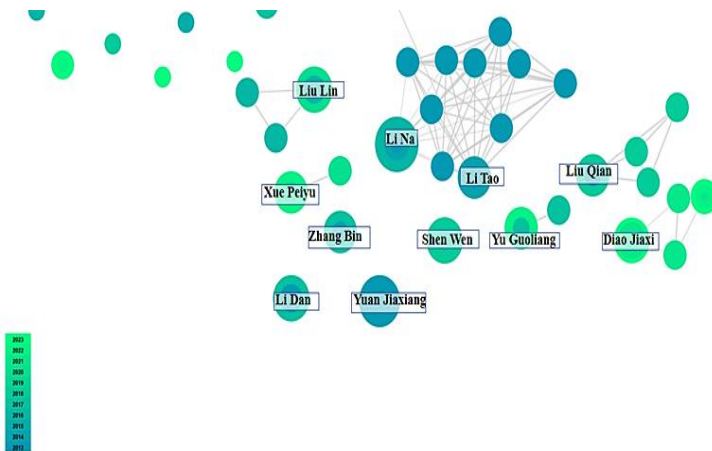 Liu Lin
Li Na
Li Tao
Liu Qian
Xue Peiyu
Zhang Bin
Shen Wen
Yu Guoliang
Diao Jiaxi
Li Dan
Yuan Jiaxiang
2023
2022
2021
2020
2019
2018
2017
2016
2015
2014
2013